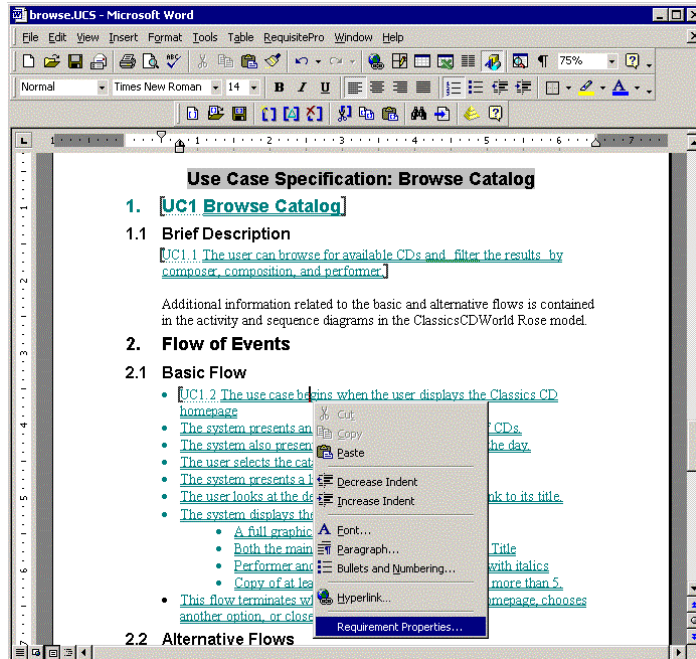 browse.UCS - Microsoft Word
File Edit View Insert Format Tools Table RequisitePro Window Help
75%
Normal Times New Roman 14 B I U
1 1 2 3 4 5 6 7
Use Case Specification: Browse Catalog
1. [UC1 Browse Catalog]
1.1 Brief Description
[UC1.1 The user can browse for available CDs and filter the results by
composer, composition, and performer.]
Additional information related to the basic and alternative flows is contained
in the activity and sequence diagrams in the ClassicsCDWorld Rose model.
2. Flow of Events
2.1 Basic Flow
• [UC1.2 The use case begins when the user displays the Classics CD
homepage
• The system presents an
f CDs.
• The system also presen
the day.
• The user selects the cat
• The system presents a l
• The user looks at the de
nk to its title.
• The system displays the
• A full graphic
• Both the main
Title
• Performer and
with italics
• Copy of at lea
more than 5.
• This flow terminates w
mepage, chooses
another option, or close
2.2 Alternative Flows
Cut
Copy
Paste
Decrease Indent
Increase Indent
Font...
Paragraph...
Bullets and Numbering...
Hyperlink...
Requirement Properties...